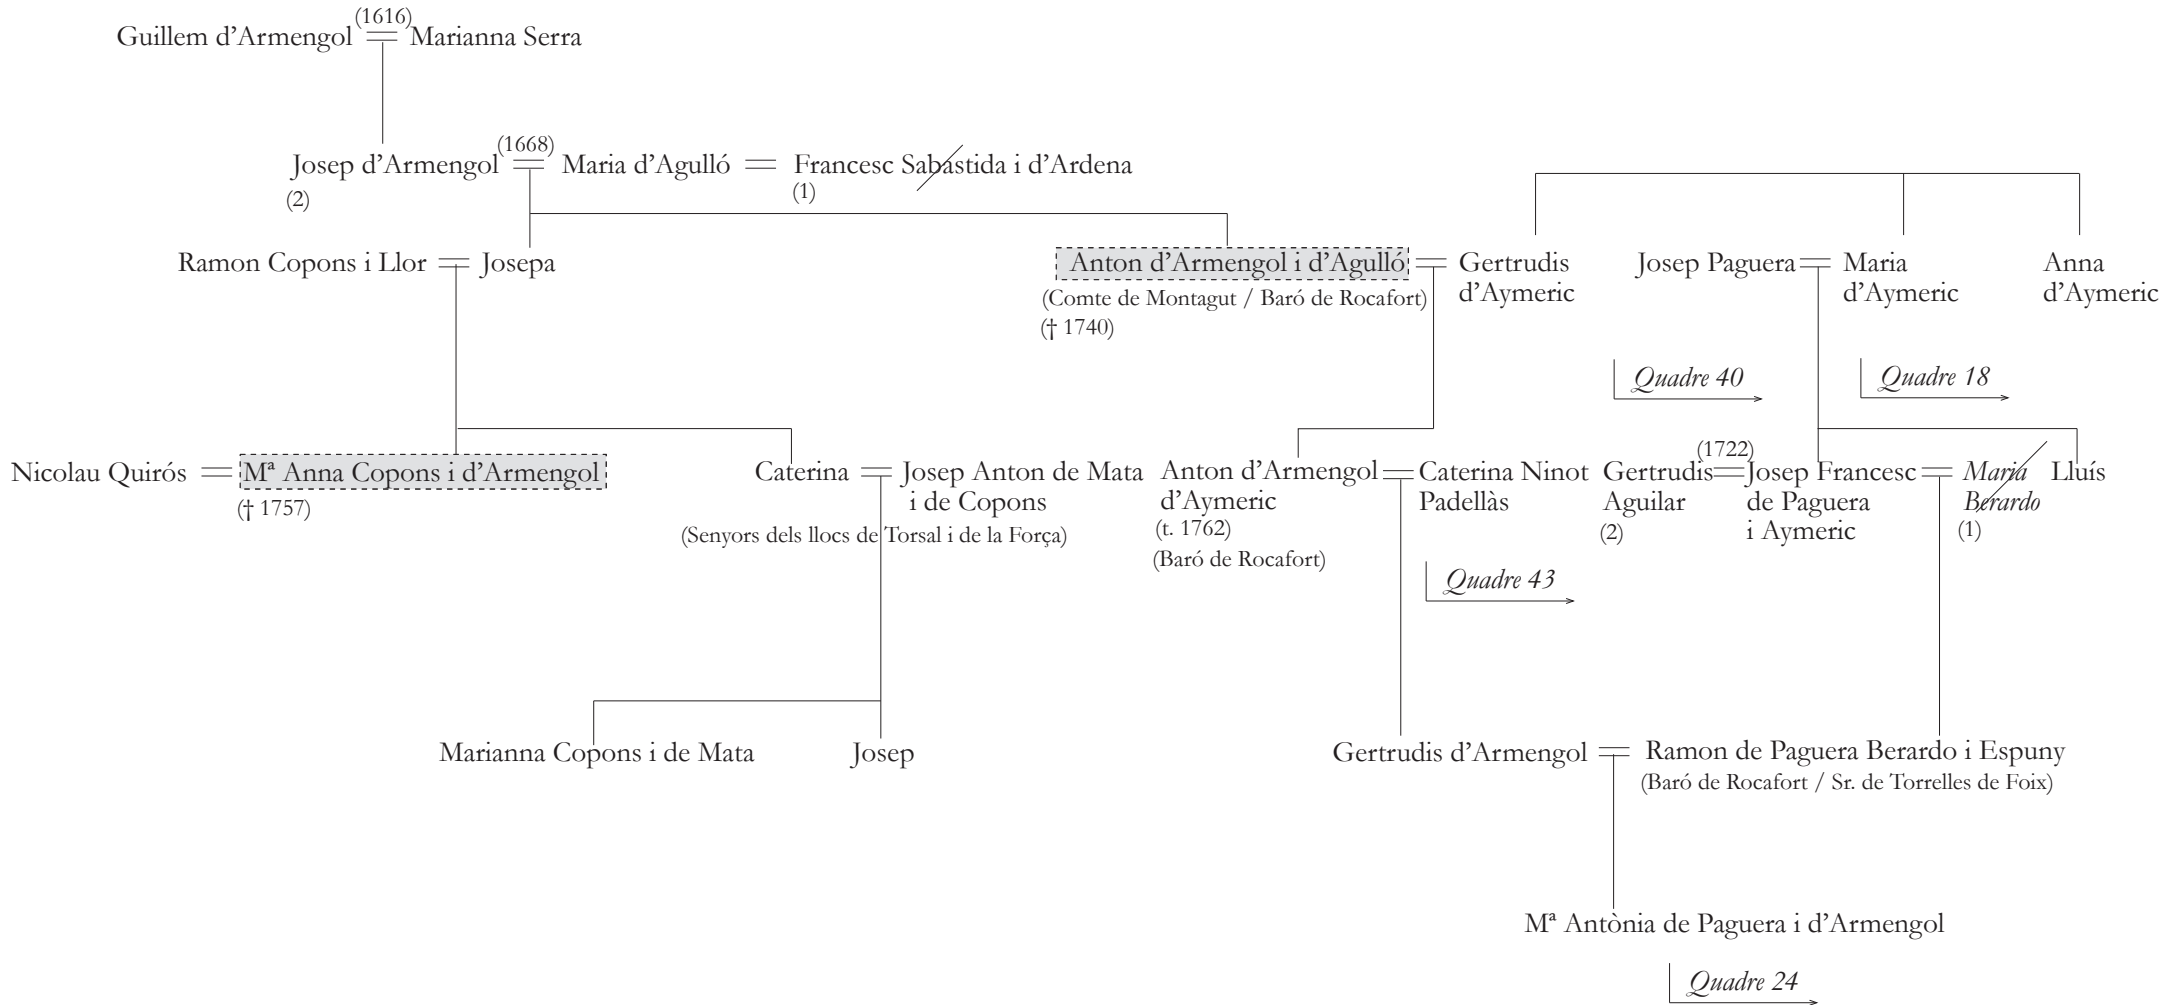 (1616)
Guillem d’Armengol
Marianna Serra
(1668)
Josep d’Armengol
(2)
Maria d’Agulló
Francesc Sabastida i d’Ardena
(1)
Ramon Copons i Llor
Josepa
Anton d’Armengol i d’Agulló
(Comte de Montagut / Baró de Rocafort)
(† 1740)
Gertrudis
d’Aymeric
Josep Paguera
Maria
d’Aymeric
Anna
d’Aymeric
Quadre 40
Quadre 18
Nicolau Quirós
Mª Anna Copons i d’Armengol
(† 1757)
Caterina
Josep Anton de Mata
i de Copons
(Senyors dels llocs de Torsal i de la Força)
Anton d’Armengol
d’Aymeric
(t. 1762)
(Baró de Rocafort)
Caterina Ninot
Padellàs
Quadre 43
Gertrudis
Aguilar
(2)
(1722)
Josep Francesc
de Paguera
i Aymeric
Maria
Berardo
(1)
Lluís
Marianna Copons i de Mata
Josep
Gertrudis d’Armengol
Ramon de Paguera Berardo i Espuny
(Baró de Rocafort / Sr. de Torrelles de Foix)
Mª Antònia de Paguera i d’Armengol
Quadre 24